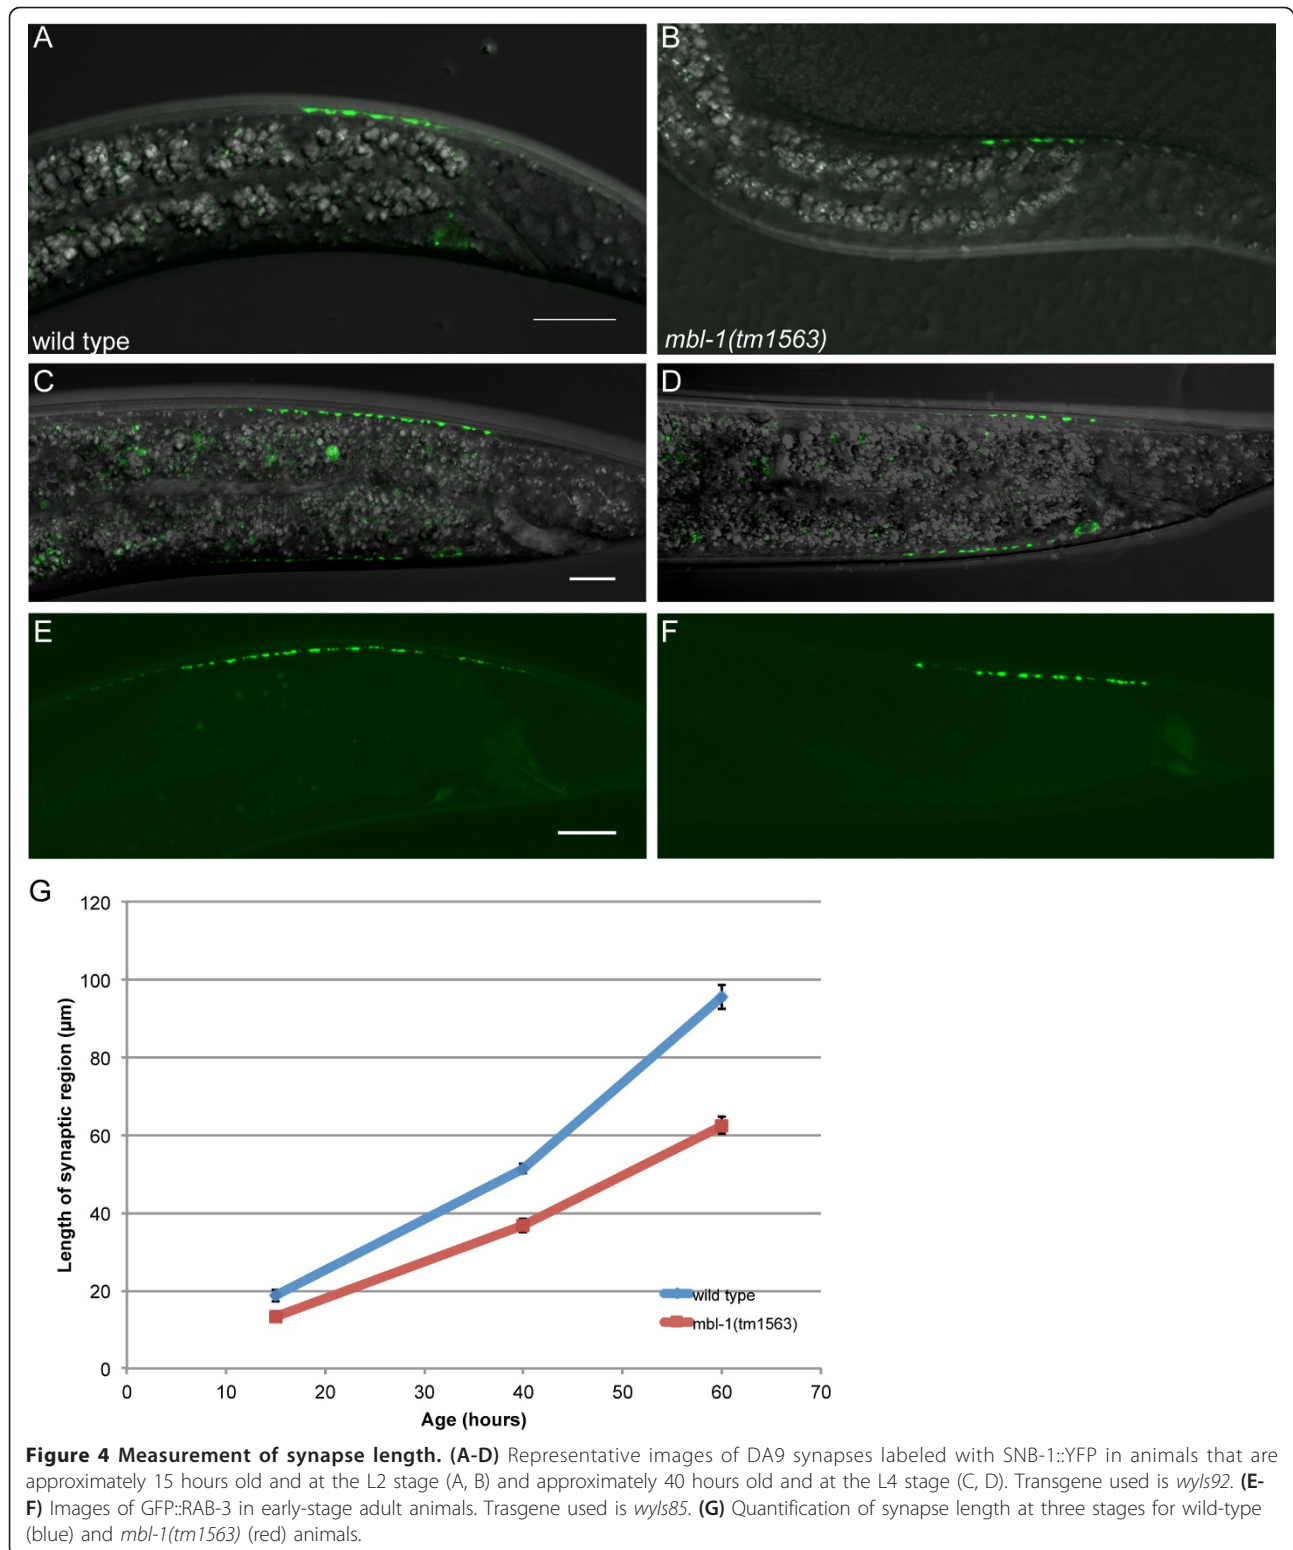 A
B
wild type
mbl-1(tm1563)
C
D
E
F
G
120
100
80
60
40
20
0
Length of synaptic region (µm)
wild type
mbl-1(tm1563)
0 10 20 30 40 50 60 70
Age (hours)
Figure 4 Measurement of synapse length. (A-D) Representative images of DA9 synapses labeled with SNB-1::YFP in animals that are
approximately 15 hours old and at the L2 stage (A, B) and approximately 40 hours old and at the L4 stage (C, D). Transgene used is wyIs92. (E-
F) Images of GFP::RAB-3 in early-stage adult animals. Trasgene used is wyIs85. (G) Quantification of synapse length at three stages for wild-type
(blue) and mbl-1(tm1563) (red) animals.